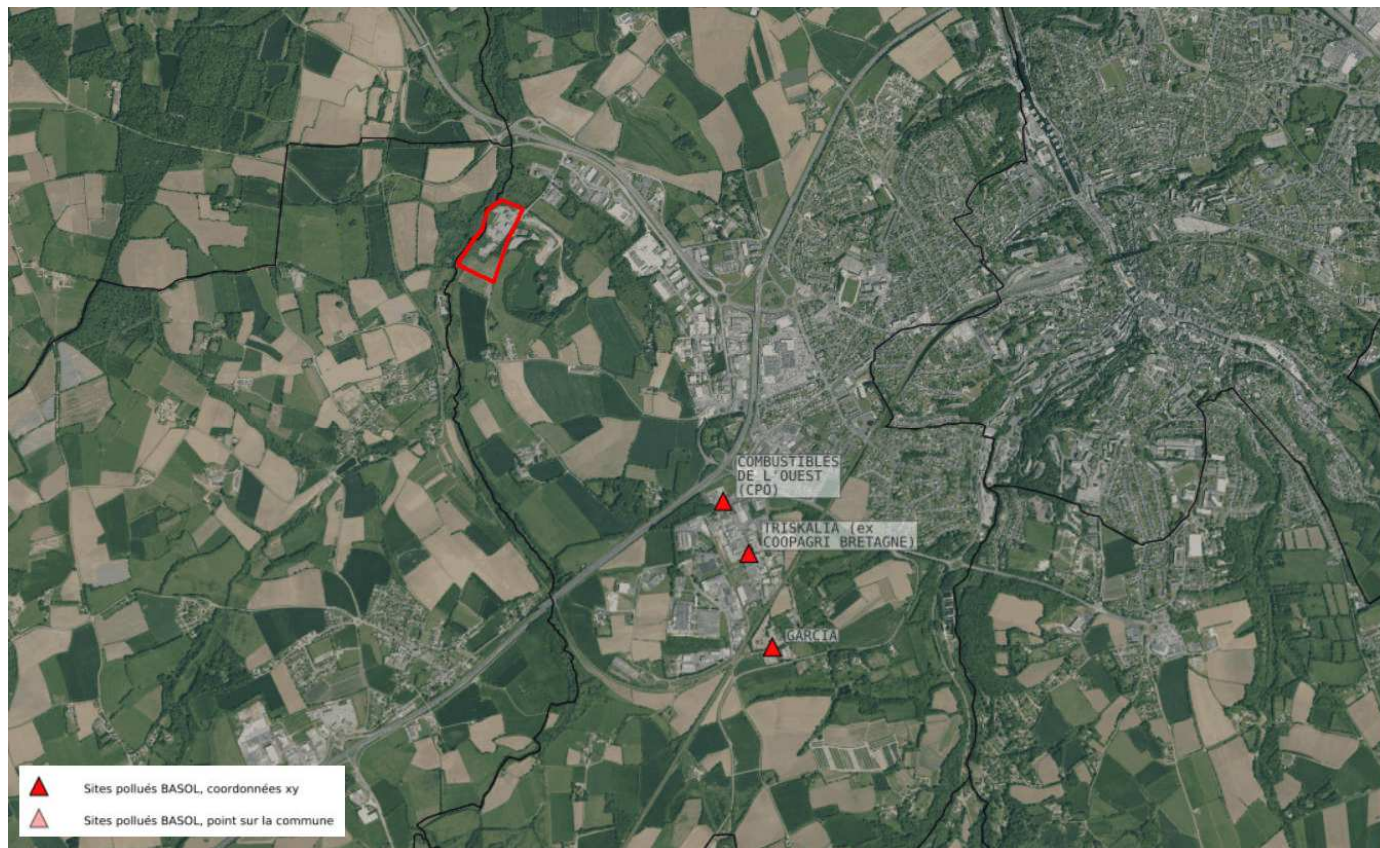 COMBUSTIBLES
DE L'OUEST
(CPO)
TRISKALIA (ex
COOPAGRI BRETAGNE)
GARCIA
Sites pollués BASOL, coordonnées xy
Sites pollués BASOL, point sur la commune